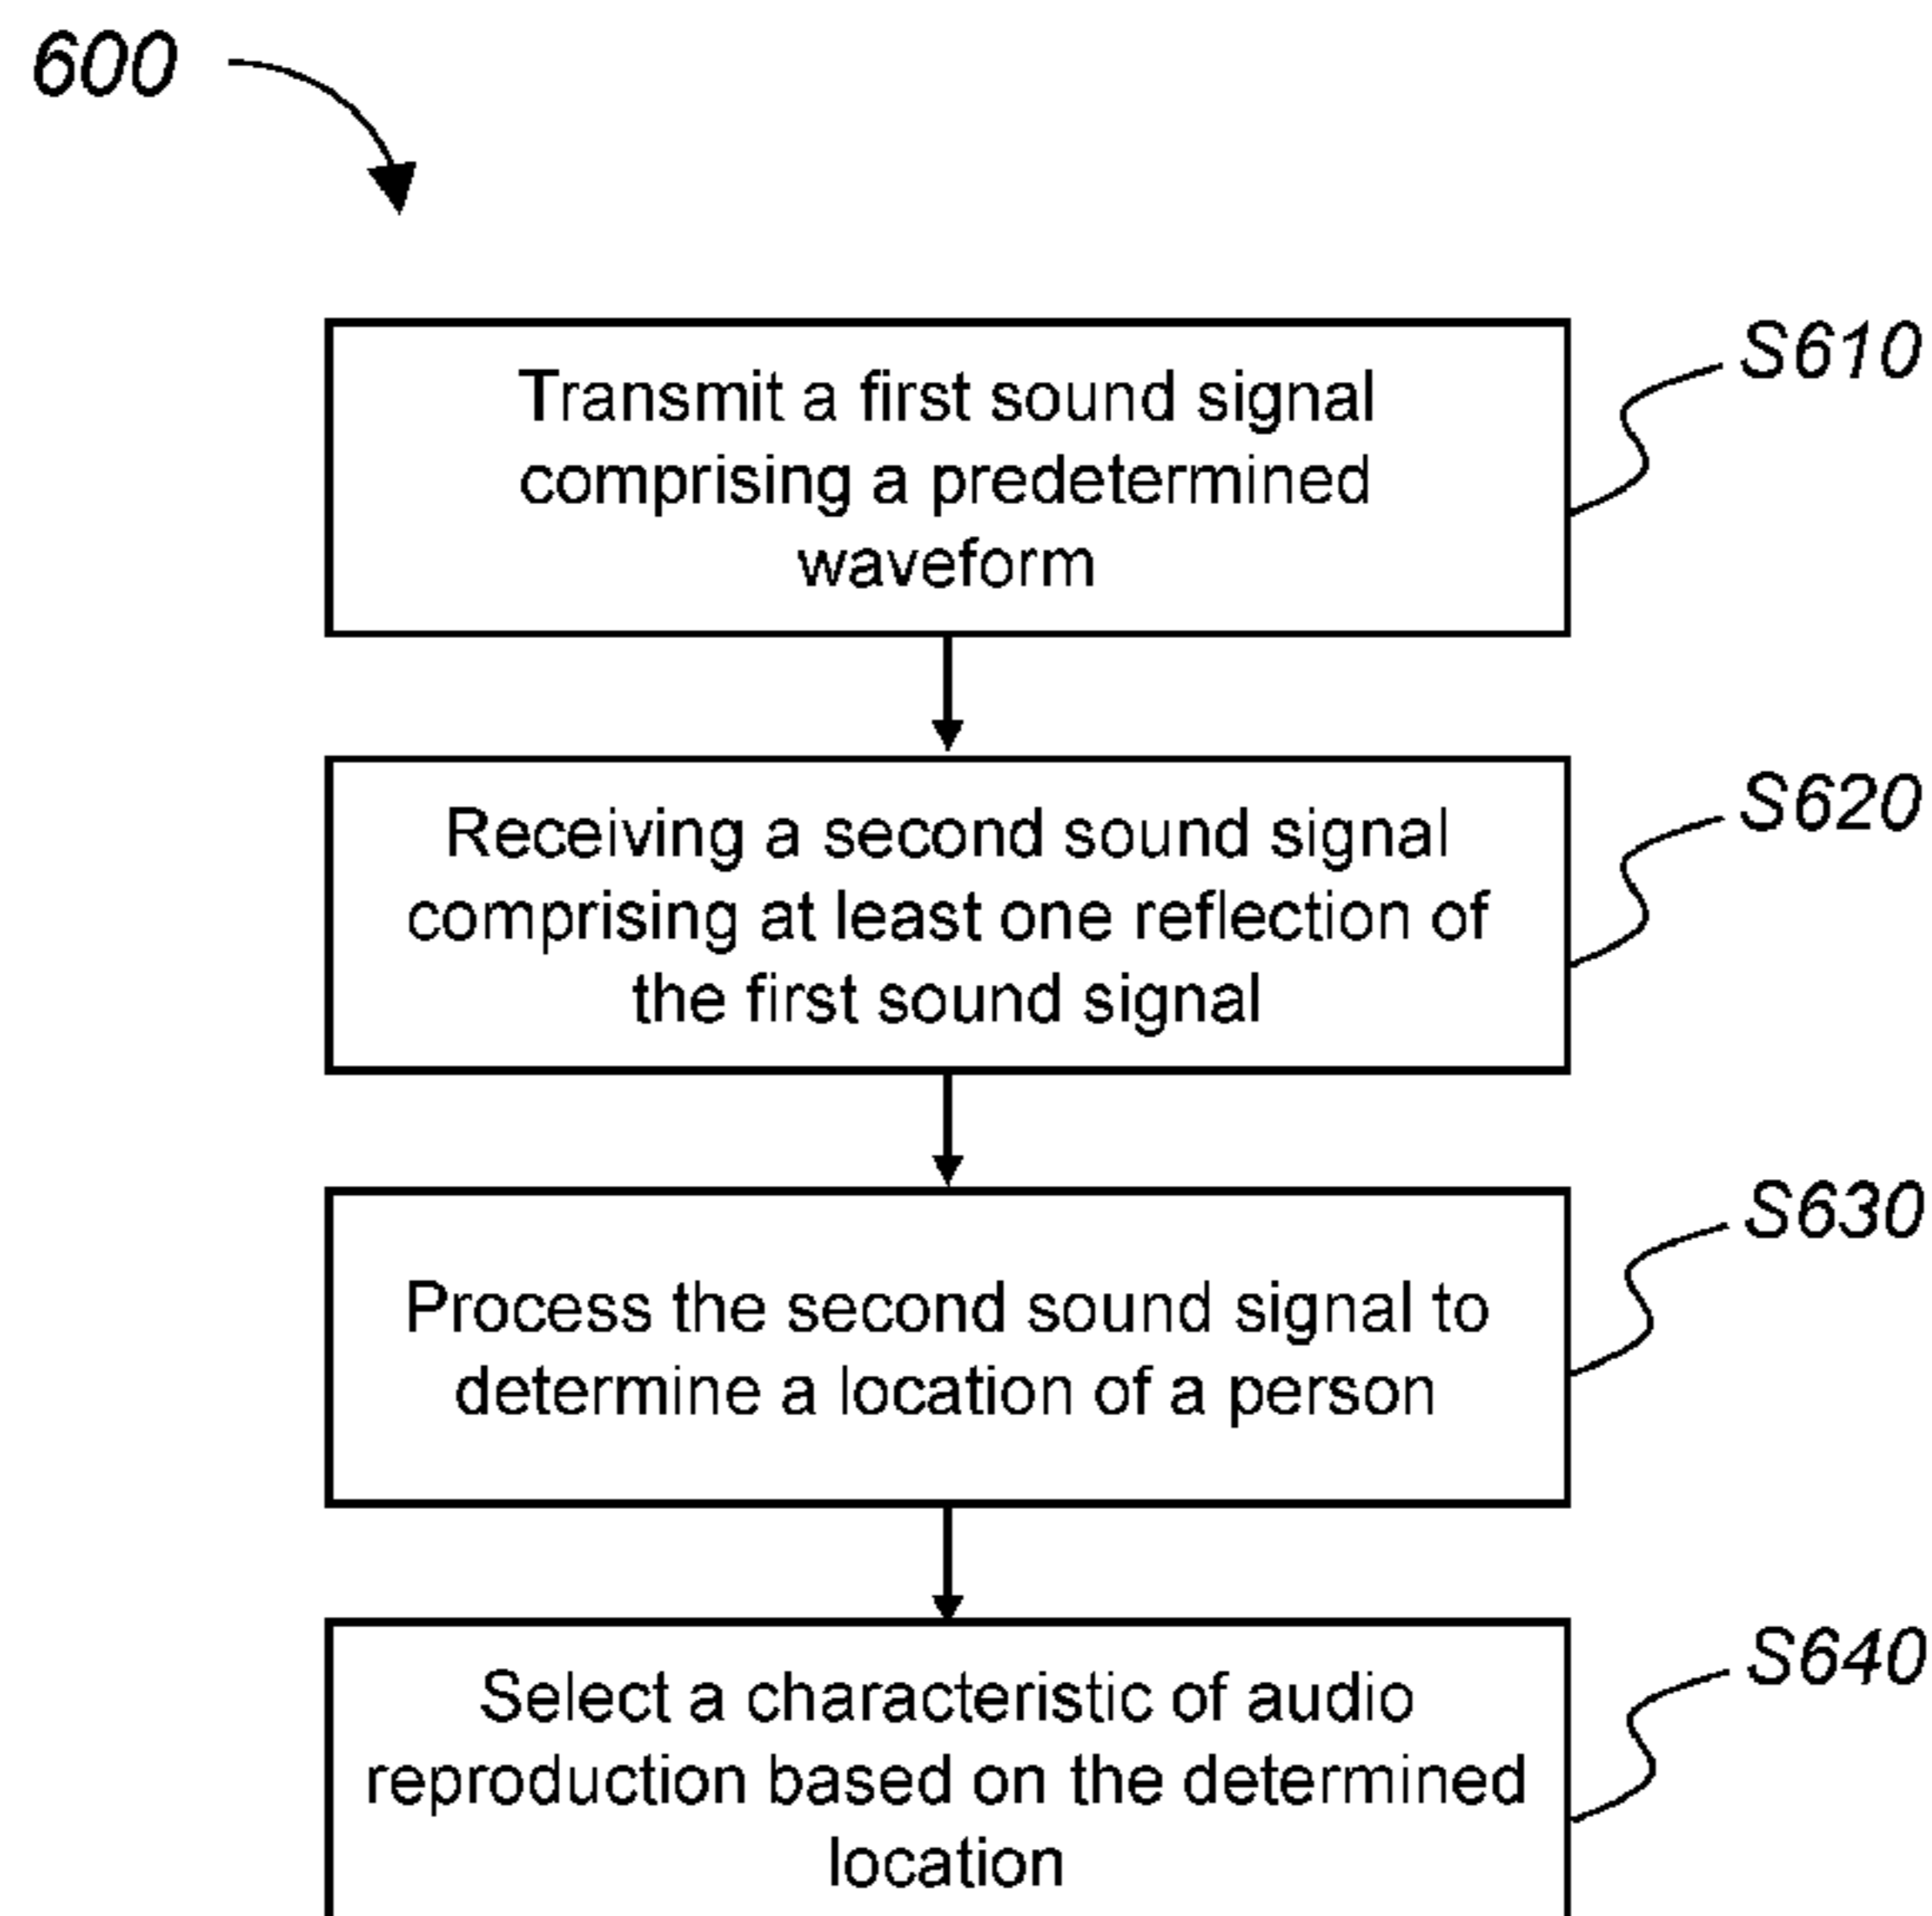 600
Transmit a first sound signal
comprising a predetermined
waveform
S610
Receiving a second sound signal
comprising at least one reflection of
the first sound signal
S620
Process the second sound signal to
determine a location of a person
S630
Select a characteristic of audio
reproduction based on the determined
location
S640